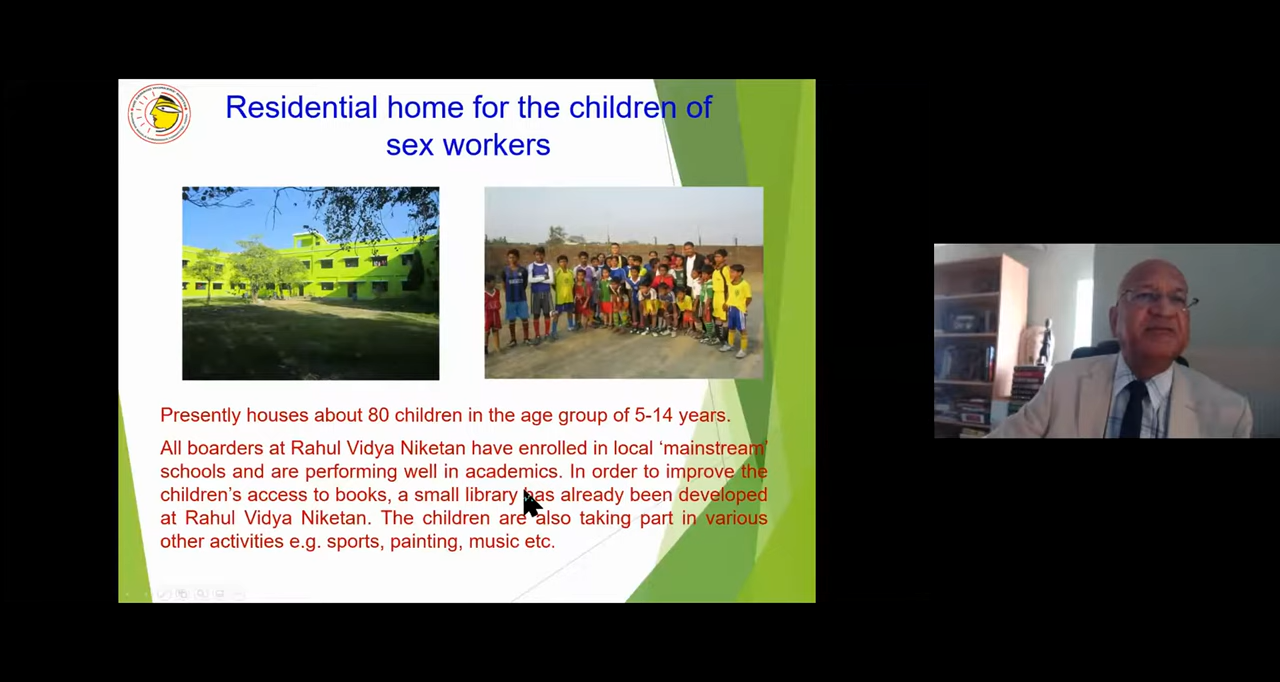 Residential home for the children of
sex workers
Presently houses about 80 children in the age group of 5-14 years.
All boarders at Rahul Vidya Niketan have enrolled in local ‘mainstream’
schools and are performing well in academics. In order to improve the
children’s access to books, a small library has already been developed
at Rahul Vidya Niketan. The children are also taking part in various
other activities e.g. sports, painting, music etc.